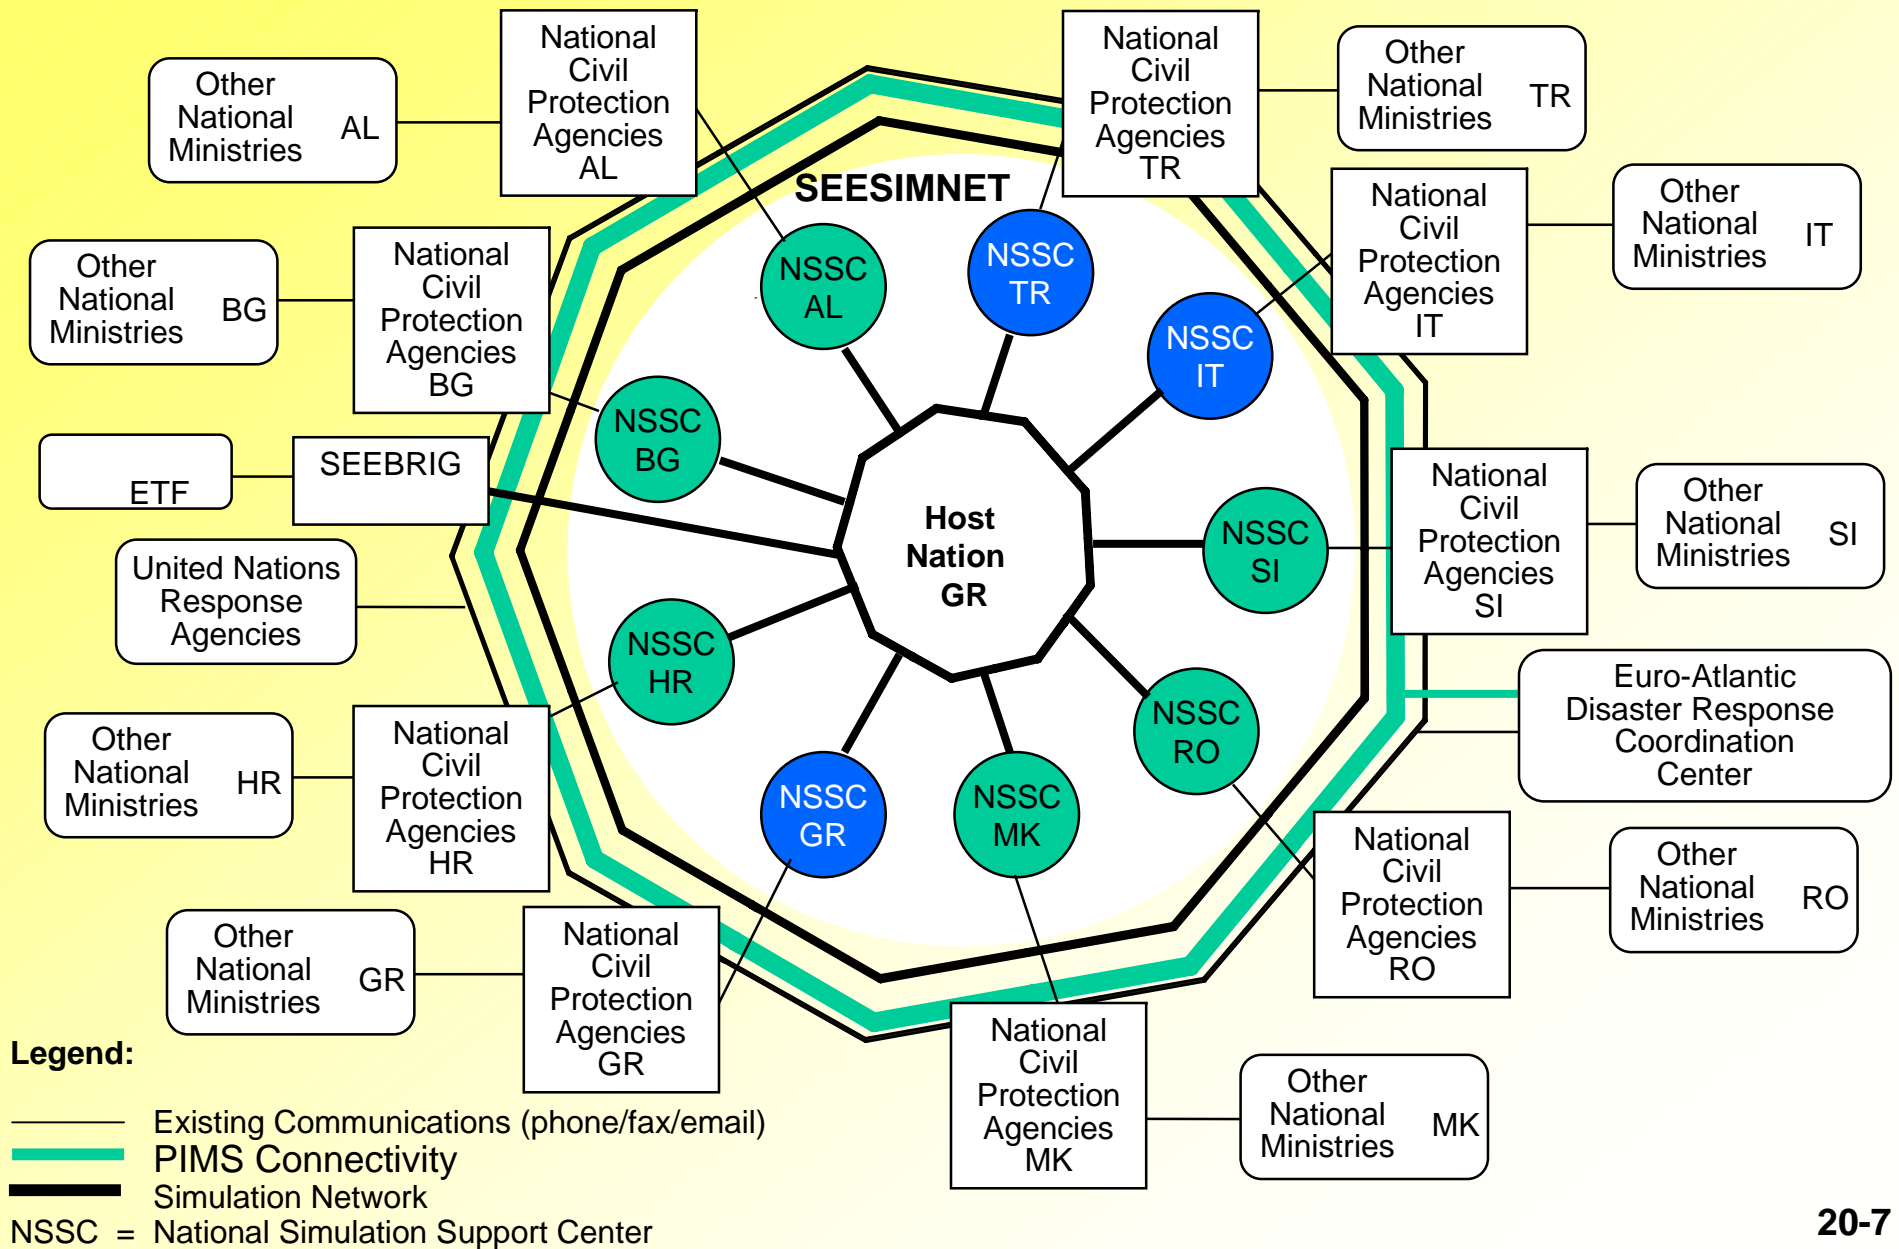 National
Civil
Protection
Agencies
AL
National
Civil
Protection
Agencies
TR
Other
National
Ministries
TR
Other
National
Ministries
AL
SEESIMNET
National
Civil
Protection
Agencies
IT
Other
National
Ministries
IT
Other
National
Ministries
BG
National
Civil
Protection
Agencies
BG
NSSC
AL
NSSC
TR
NSSC
IT
NSSC
BG
ETF
SEEBRIG
Host
Nation
GR
NSSC
SI
National
Civil
Protection
Agencies
SI
Other
National
Ministries
SI
United Nations
Response
Agencies
NSSC
HR
NSSC
RO
Euro-Atlantic
Disaster Response
Coordination
Center
Other
National
Ministries
HR
National
Civil
Protection
Agencies
HR
NSSC
GR
NSSC
MK
National
Civil
Protection
Agencies
RO
Other
National
Ministries
RO
Other
National
Ministries
GR
National
Civil
Protection
Agencies
GR
National
Civil
Protection
Agencies
MK
Other
National
Ministries
MK
Legend:
Existing Communications (phone/fax/email)
PIMS Connectivity
Simulation Network
NSSC = National Simulation Support Center
20-7